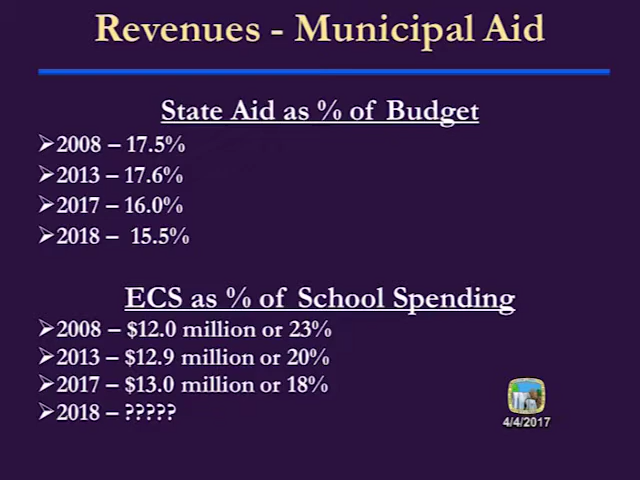 Revenues - Municipal Aid
State Aid as % of Budget
➢2008 – 17.5%
➢2013 – 17.6%
➢2017 – 16.0%
➢2018 – 15.5%
ECS as % of School Spending
➢2008 – $12.0 million or 23%
➢2013 – $12.9 million or 20%
➢2017 – $13.0 million or 18%
➢2018 – ?????
4/4/2017